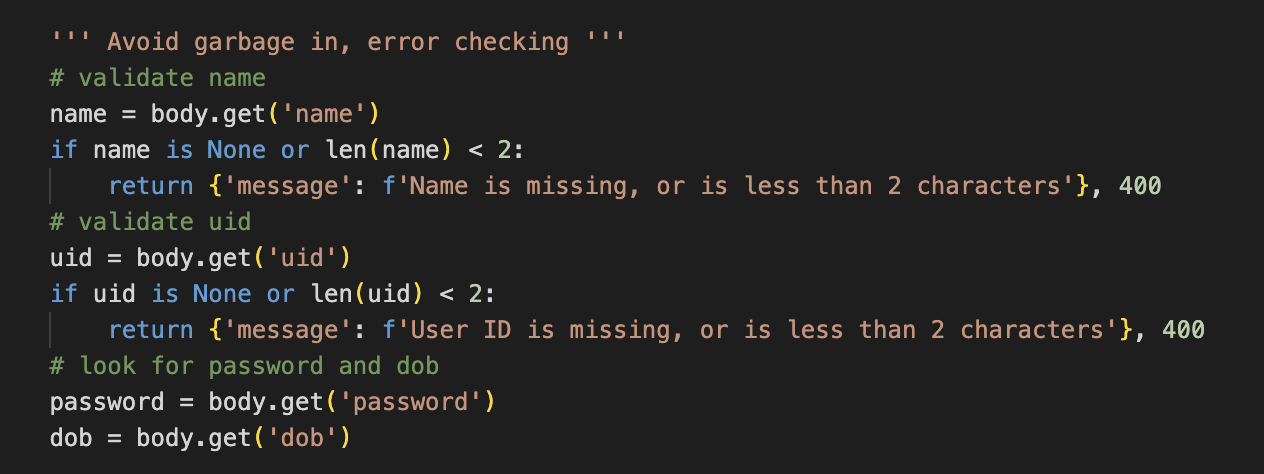 ''' Avoid garbage in, error checking '''
# validate name
name = body.get('name')
if name is None or len(name) < 2:
    return {'message': f'Name is missing, or is less than 2 characters'}, 400
# validate uid
uid = body.get('uid')
if uid is None or len(uid) < 2:
    return {'message': f'User ID is missing, or is less than 2 characters'}, 400
# look for password and dob
password = body.get('password')
dob = body.get('dob')